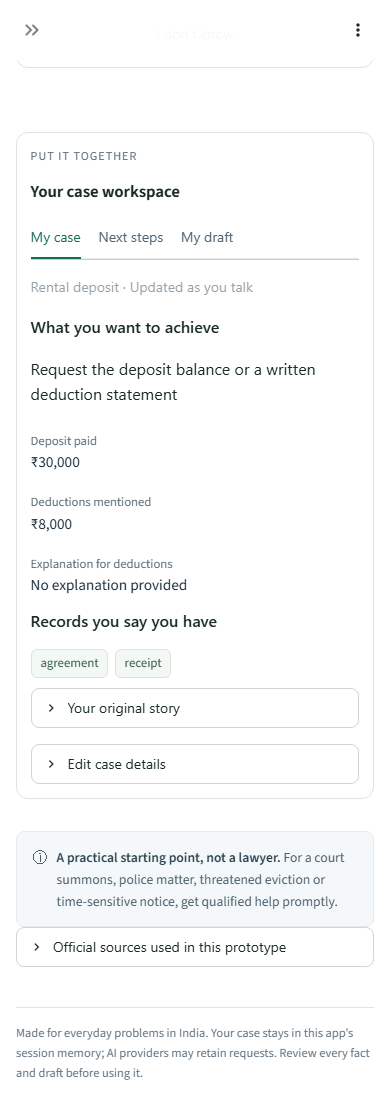 I don't know
PUT IT TOGETHER
Your case workspace
My case Next steps My draft
Rental deposit · Updated as you talk
What you want to achieve
Request the deposit balance or a written
deduction statement
Deposit paid
₹30,000
Deductions mentioned
₹8,000
Explanation for deductions
No explanation provided
Records you say you have
agreement receipt
Your original story
Edit case details
A practical starting point, not a lawyer. For a court
summons, police matter, threatened eviction or
time-sensitive notice, get qualified help promptly.
Official sources used in this prototype
Made for everyday problems in India. Your case stays in this app's
session memory; AI providers may retain requests. Review every fact
and draft before using it.